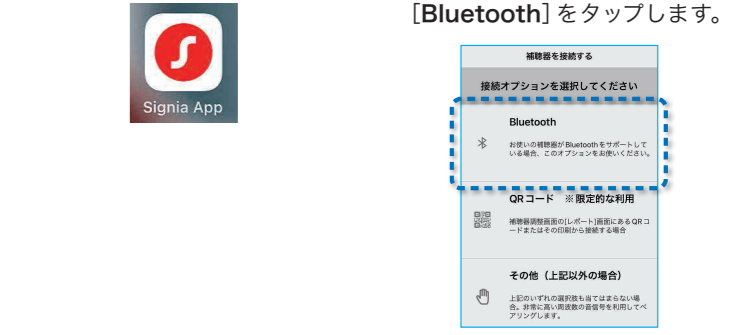 Signia App
［Bluetooth］をタップします。
補聴器を接続する
接続オプションを選択してください
Bluetooth
お使いの補聴器がBluetoothをサポートして
いる場合、このオプションをお使いください。
QRコード　※限定的な利用
補聴器調整画面の[レポート]画面にあるQRコ
ードまたはその印刷から接続する場合
その他（上記以外の場合）
上記のいずれの選択肢も当てはまらない場
合。非常に高い周波数の音信号を利用してペ
アリングします。